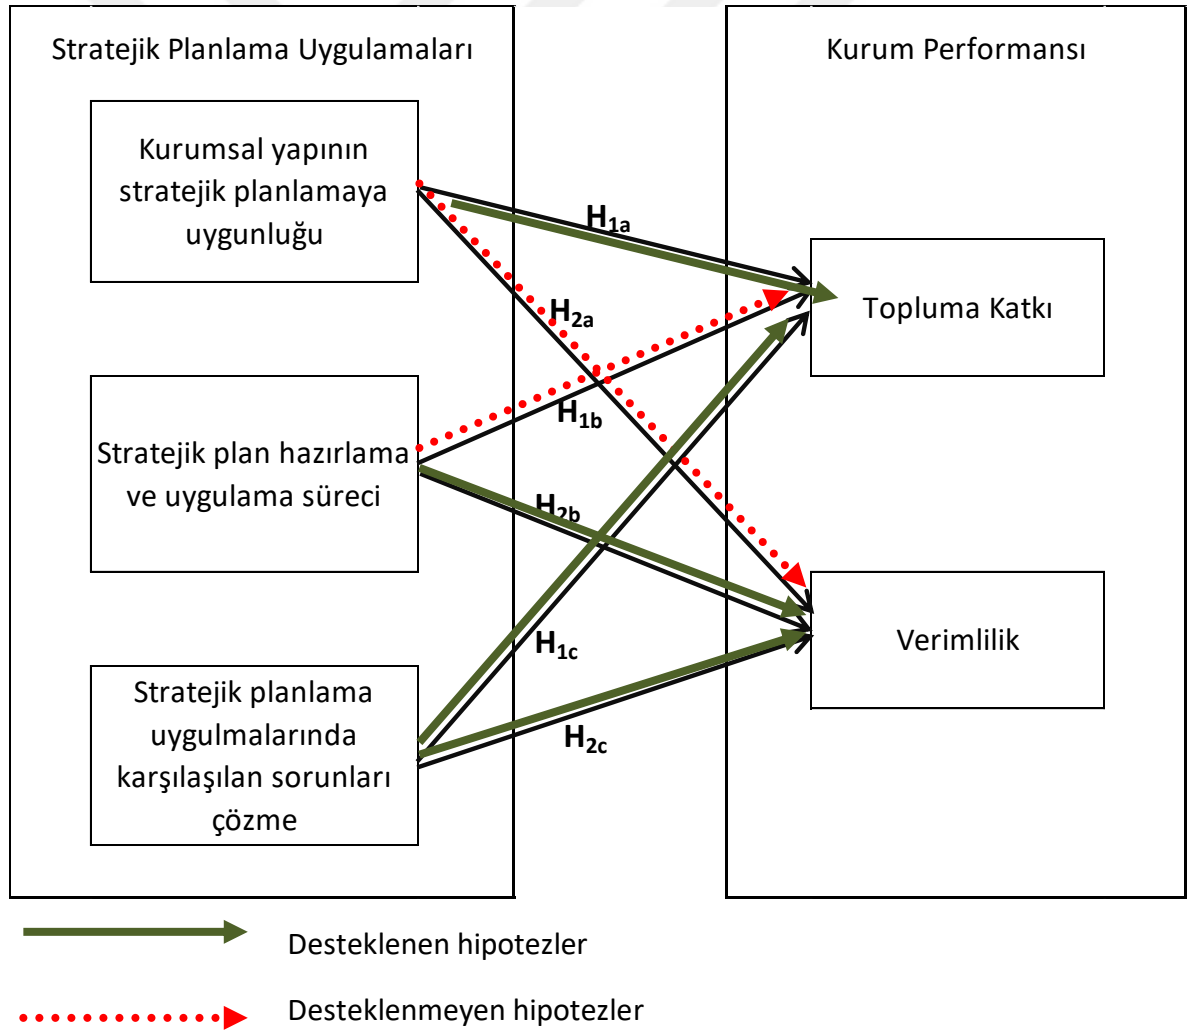 Stratejik Planlama Uygulamaları
Kurumsal yapının
stratejik planlamaya
uygunluğu
Stratejik plan hazırlama
ve uygulama süreci
Stratejik planlama
uygulmalarında
karşılaşılan sorunları
çözme
H1a
H2a
H1b
H2b
H1c
H2c
Kurum Performansı
Topluma Katkı
Verimlilik
Desteklenen hipotezler
Desteklenmeyen hipotezler